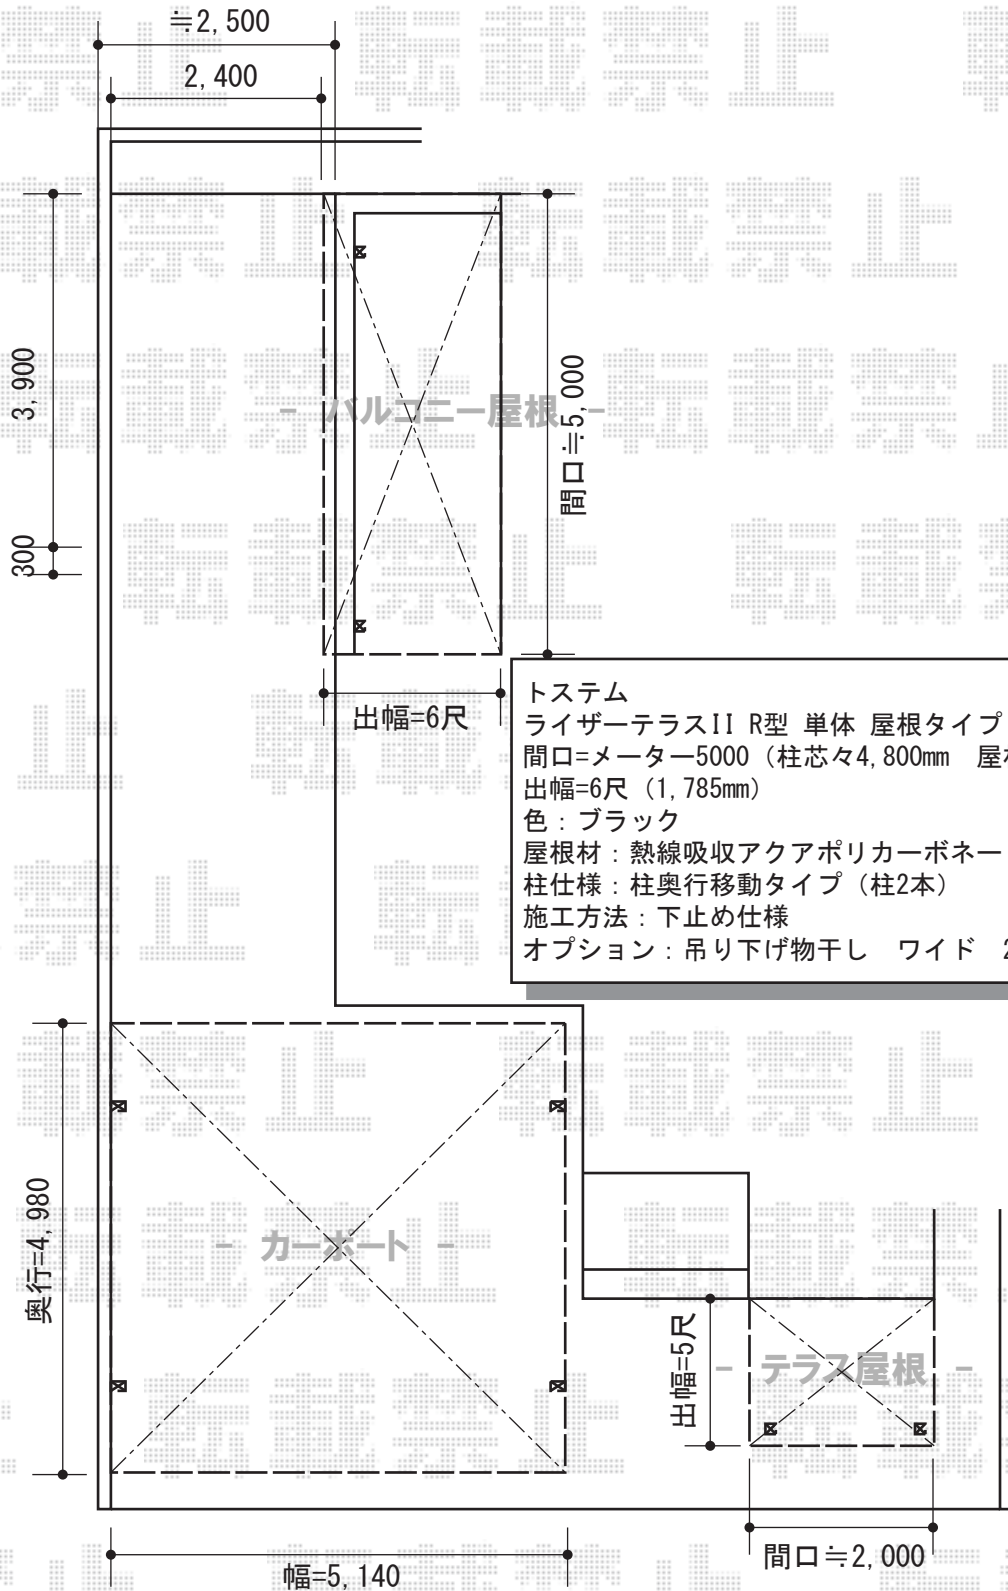 ≒2,500
2,400
3,900
300
- バルコニー屋根 -
間口≒5,000
出幅=6尺
トステム
ライザーテラスII R型 単体 屋根タイプ
間口=メーター5000（柱芯々4,800mm 屋
出幅=6尺（1,785mm）
色：ブラック
屋根材：熱線吸収アクアポリカーボネー
柱仕様：柱奥行移動タイプ（柱2本）
施工方法：下止め仕様
オプション：吊り下げ物干し ワイド 2
奥行=4,980
- カーポート -
出幅=5尺
- テラス屋根 -
幅=5,140
間口≒2,000
転載禁止